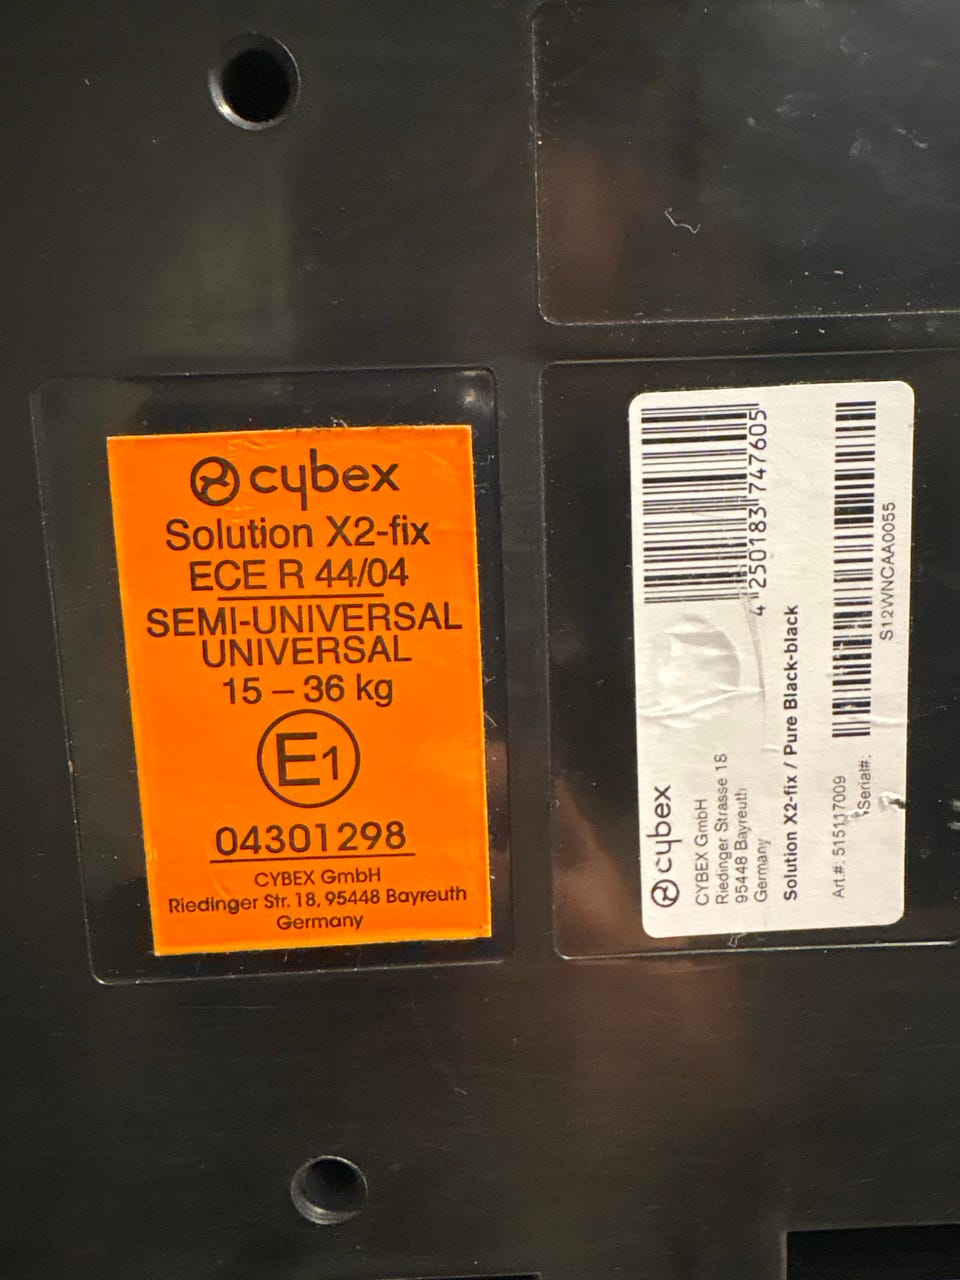 cybex
Solution X2-fix
ECE R 44/04
SEMI-UNIVERSAL
UNIVERSAL
15 – 36 kg
E1
04301298
CYBEX GmbH
Riedinger Str. 18, 95448 Bayreuth
Germany
4 250183 747605
cybex
CYBEX GmbH
Riedinger Strasse 18
95448 Bayreuth
Germany
Solution X2-fix / Pure Black-black
Art.#: 515117009
Serial#:
S12WNCAA0055